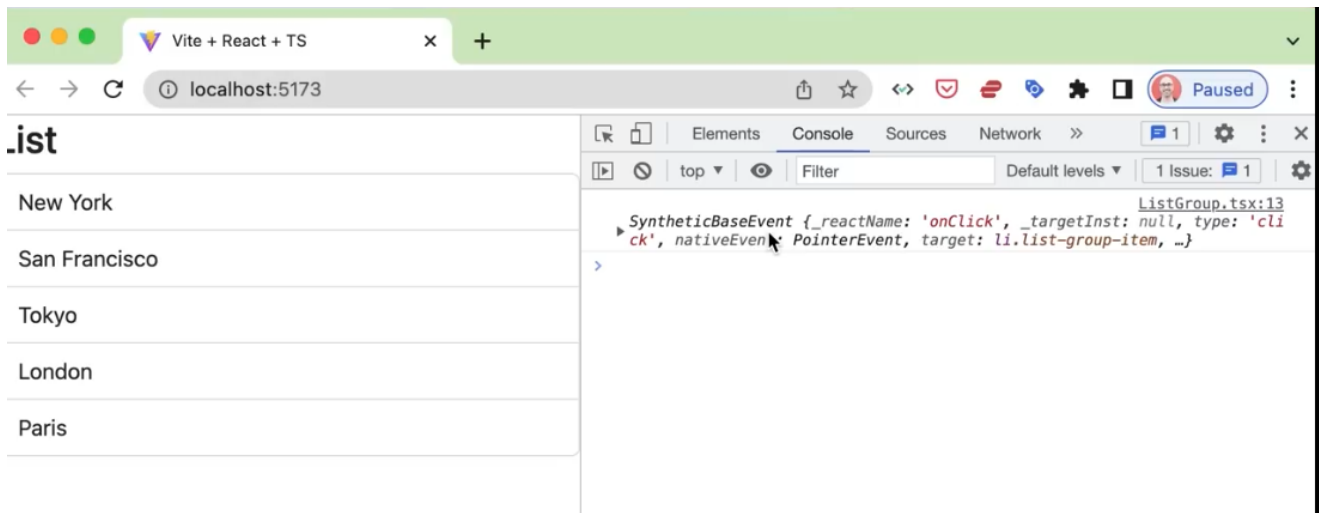 Vite + React + TS
localhost:5173
Paused
List
New York
San Francisco
Tokyo
London
Paris
Elements Console Sources Network 1
top Filter Default levels 1 Issue: 1
ListGroup.tsx:13
SyntheticBaseEvent {_reactName: 'onClick', _targetInst: null, type: 'cli
ck', nativeEvent: PointerEvent, target: li.list-group-item, …}